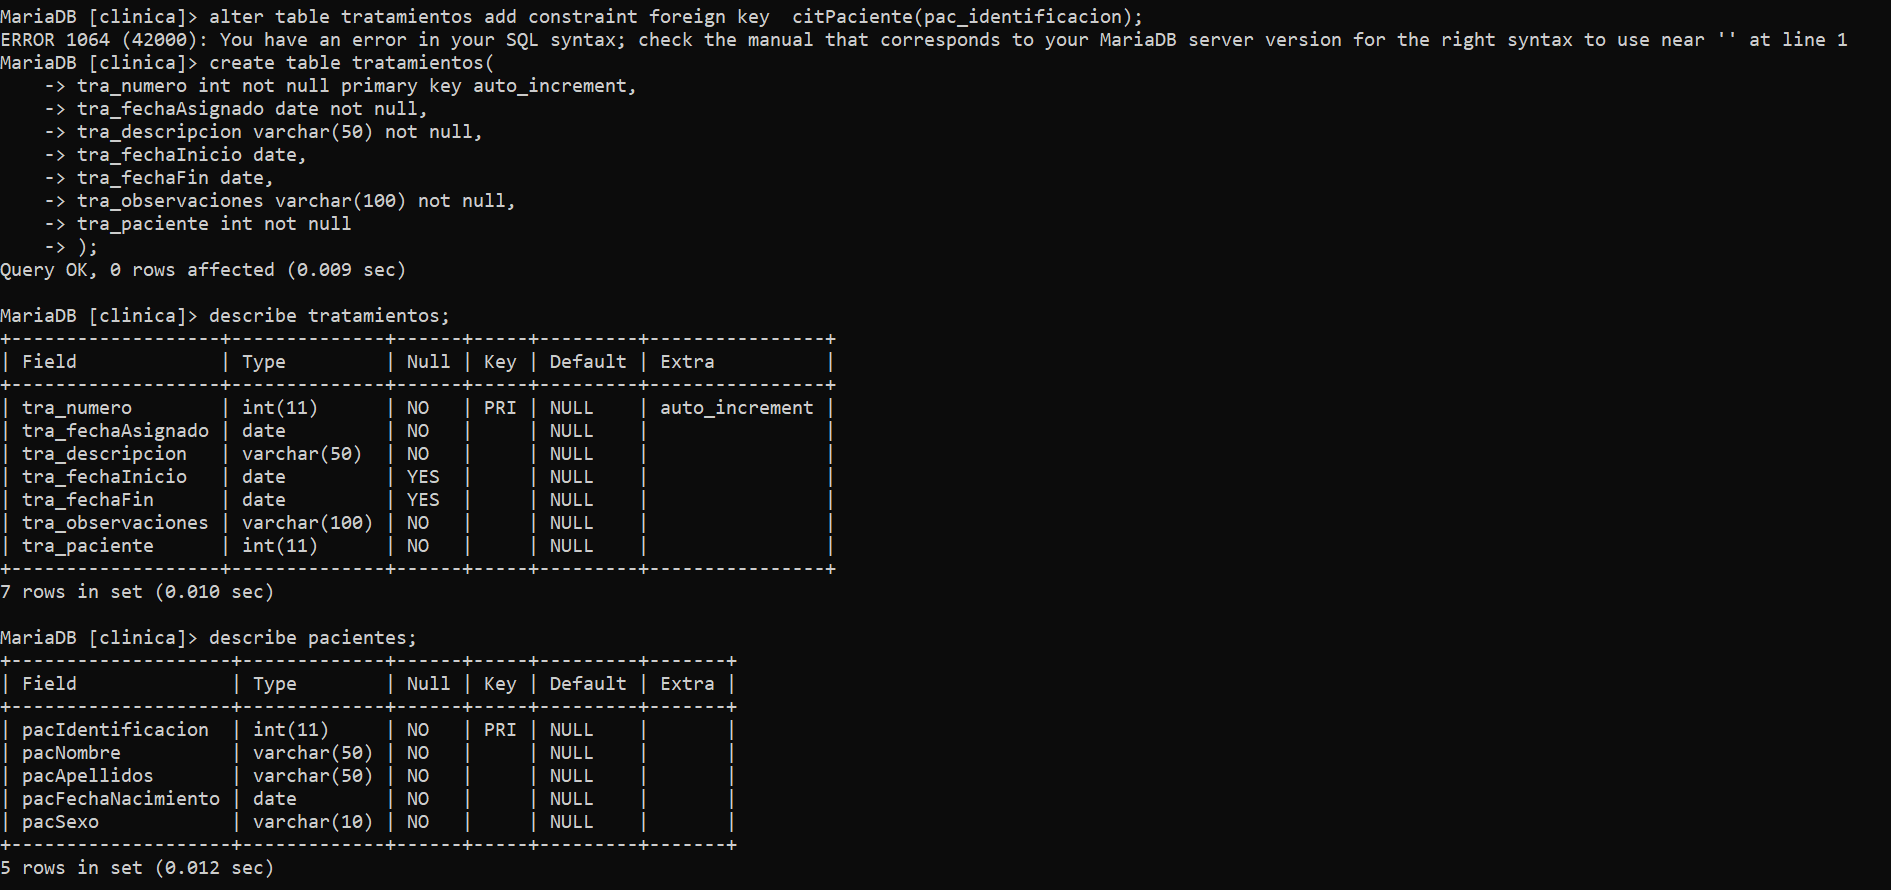 MariaDB [clinica]> alter table tratamientos add constraint foreign key  citPaciente(pac_identificacion);
ERROR 1064 (42000): You have an error in your SQL syntax; check the manual that corresponds to your MariaDB server version for the right syntax to use near '' at line 1
MariaDB [clinica]> create table tratamientos(
    -> tra_numero int not null primary key auto_increment,
    -> tra_fechaAsignado date not null,
    -> tra_descripcion varchar(50) not null,
    -> tra_fechaInicio date,
    -> tra_fechaFin date,
    -> tra_observaciones varchar(100) not null,
    -> tra_paciente int not null
    -> );
Query OK, 0 rows affected (0.009 sec)

MariaDB [clinica]> describe tratamientos;
+-------------------+--------------+------+-----+---------+----------------+
| Field             | Type         | Null | Key | Default | Extra          |
+-------------------+--------------+------+-----+---------+----------------+
| tra_numero        | int(11)      | NO   | PRI | NULL    | auto_increment |
| tra_fechaAsignado | date         | NO   |     | NULL    |                |
| tra_descripcion   | varchar(50)  | NO   |     | NULL    |                |
| tra_fechaInicio   | date         | YES  |     | NULL    |                |
| tra_fechaFin      | date         | YES  |     | NULL    |                |
| tra_observaciones | varchar(100) | NO   |     | NULL    |                |
| tra_paciente      | int(11)      | NO   |     | NULL    |                |
+-------------------+--------------+------+-----+---------+----------------+
7 rows in set (0.010 sec)

MariaDB [clinica]> describe pacientes;
+--------------------+-------------+------+-----+---------+-------+
| Field              | Type        | Null | Key | Default | Extra |
+--------------------+-------------+------+-----+---------+-------+
| pacIdentificacion  | int(11)     | NO   | PRI | NULL    |       |
| pacNombre          | varchar(50) | NO   |     | NULL    |       |
| pacApellidos       | varchar(50) | NO   |     | NULL    |       |
| pacFechaNacimiento | date        | NO   |     | NULL    |       |
| pacSexo            | varchar(10) | NO   |     | NULL    |       |
+--------------------+-------------+------+-----+---------+-------+
5 rows in set (0.012 sec)